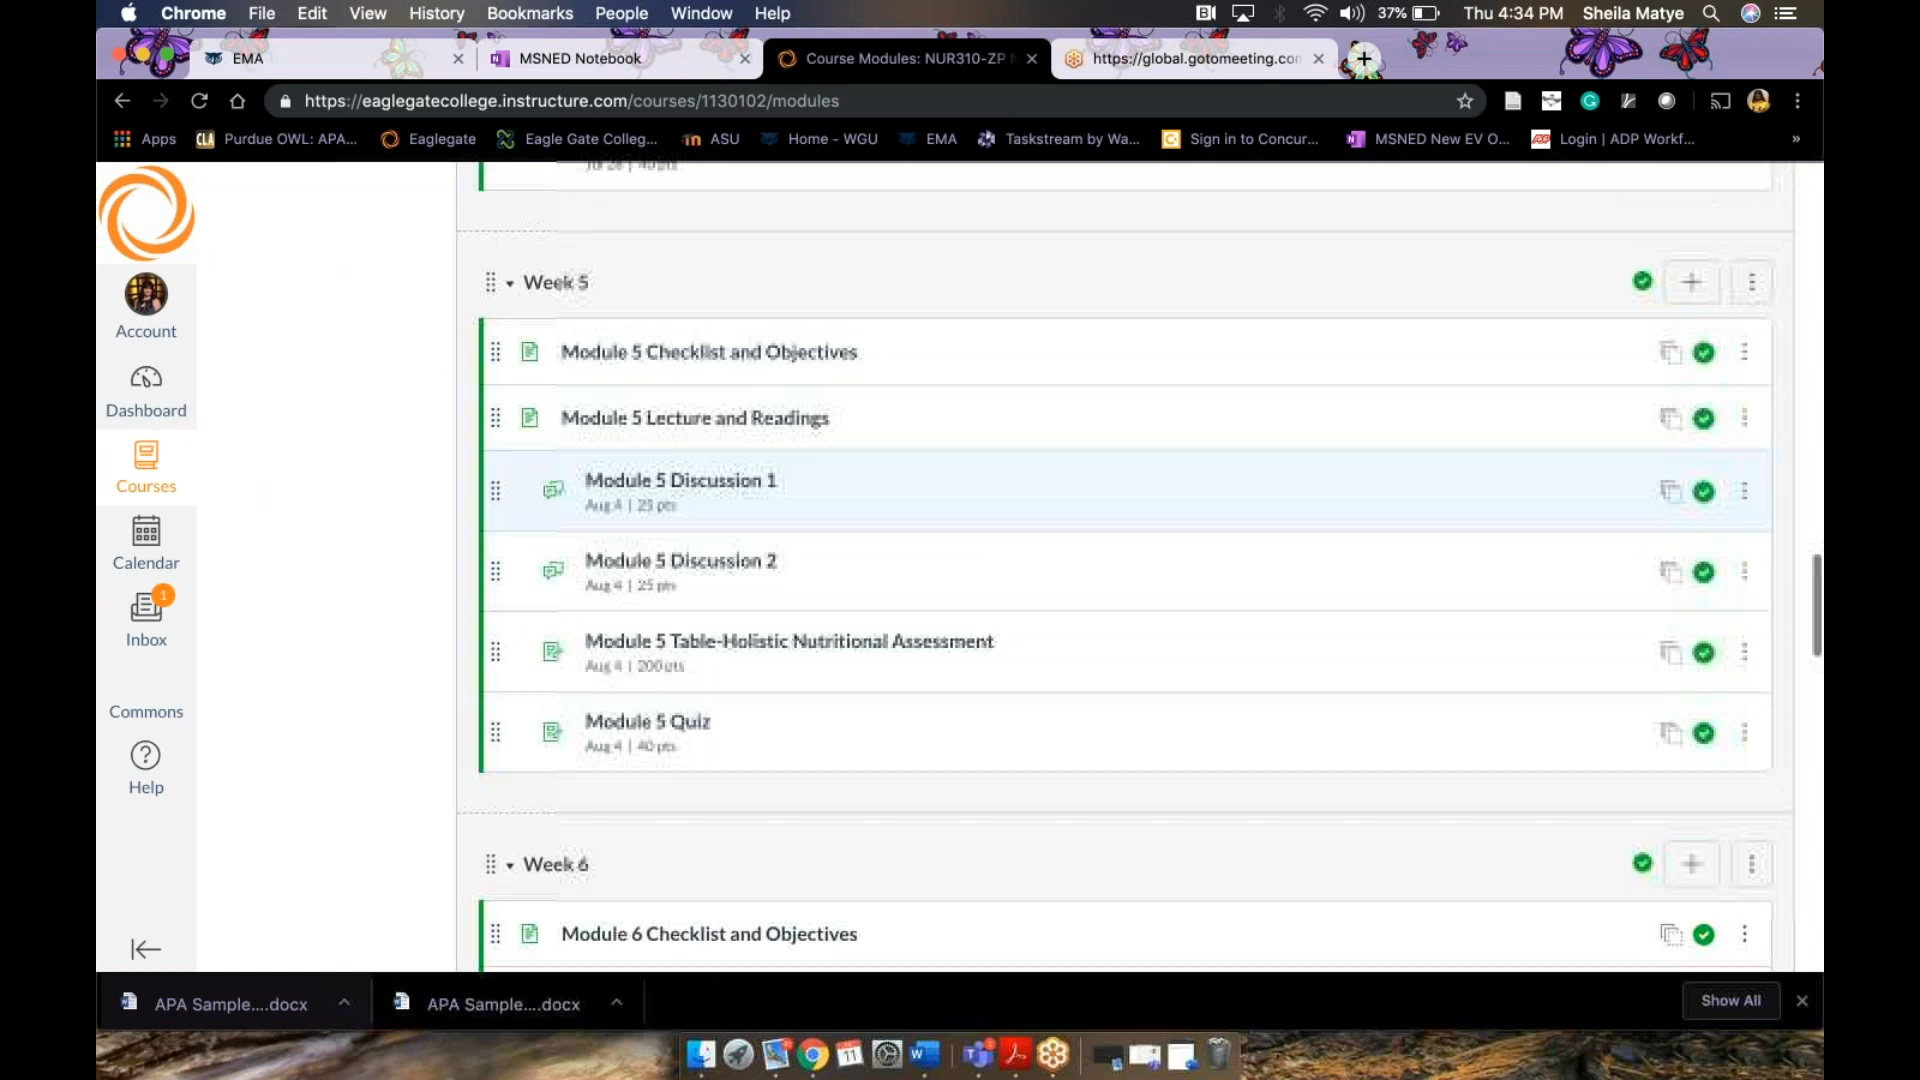 Chrome File Edit View History Bookmarks People Window Help 37% Thu 4:34 PM Sheila Matye
EMA MSNED Notebook Course Modules: NUR310-ZP https://global.gotomeeting.com
https://eaglegatecollege.instructure.com/courses/1130102/modules
Apps CLA Purdue OWL: APA... Eaglegate Eagle Gate Colleg... ASU Home - WGU EMA Taskstream by Wa... Sign in to Concur... MSNED New EV O... Login | ADP Workf... »
Week 5
Account
Module 5 Checklist and Objectives
Dashboard
Module 5 Lecture and Readings
Courses
Module 5 Discussion 1
Aug 4 | 25 pts
Calendar
Module 5 Discussion 2
Aug 4 | 25 pts
1
Inbox
Module 5 Table-Holistic Nutritional Assessment
Aug 4 | 200 pts
Commons
Module 5 Quiz
Aug 4 | 40 pts
Help
Week 6
Module 6 Checklist and Objectives
APA Sample....docx APA Sample....docx Show All
11